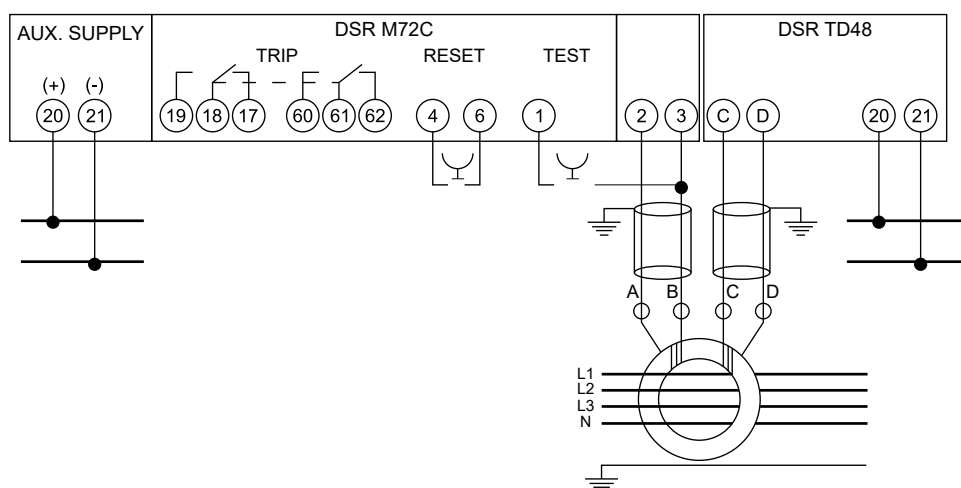 AUX. SUPPLY DSR M72C DSR TD48
TRIP RESET TEST
(+) (-)
20 21 19 18 17 60 61 62 4 6 1 2 3 C D 20 21
A B C D
L1
L2
L3
N